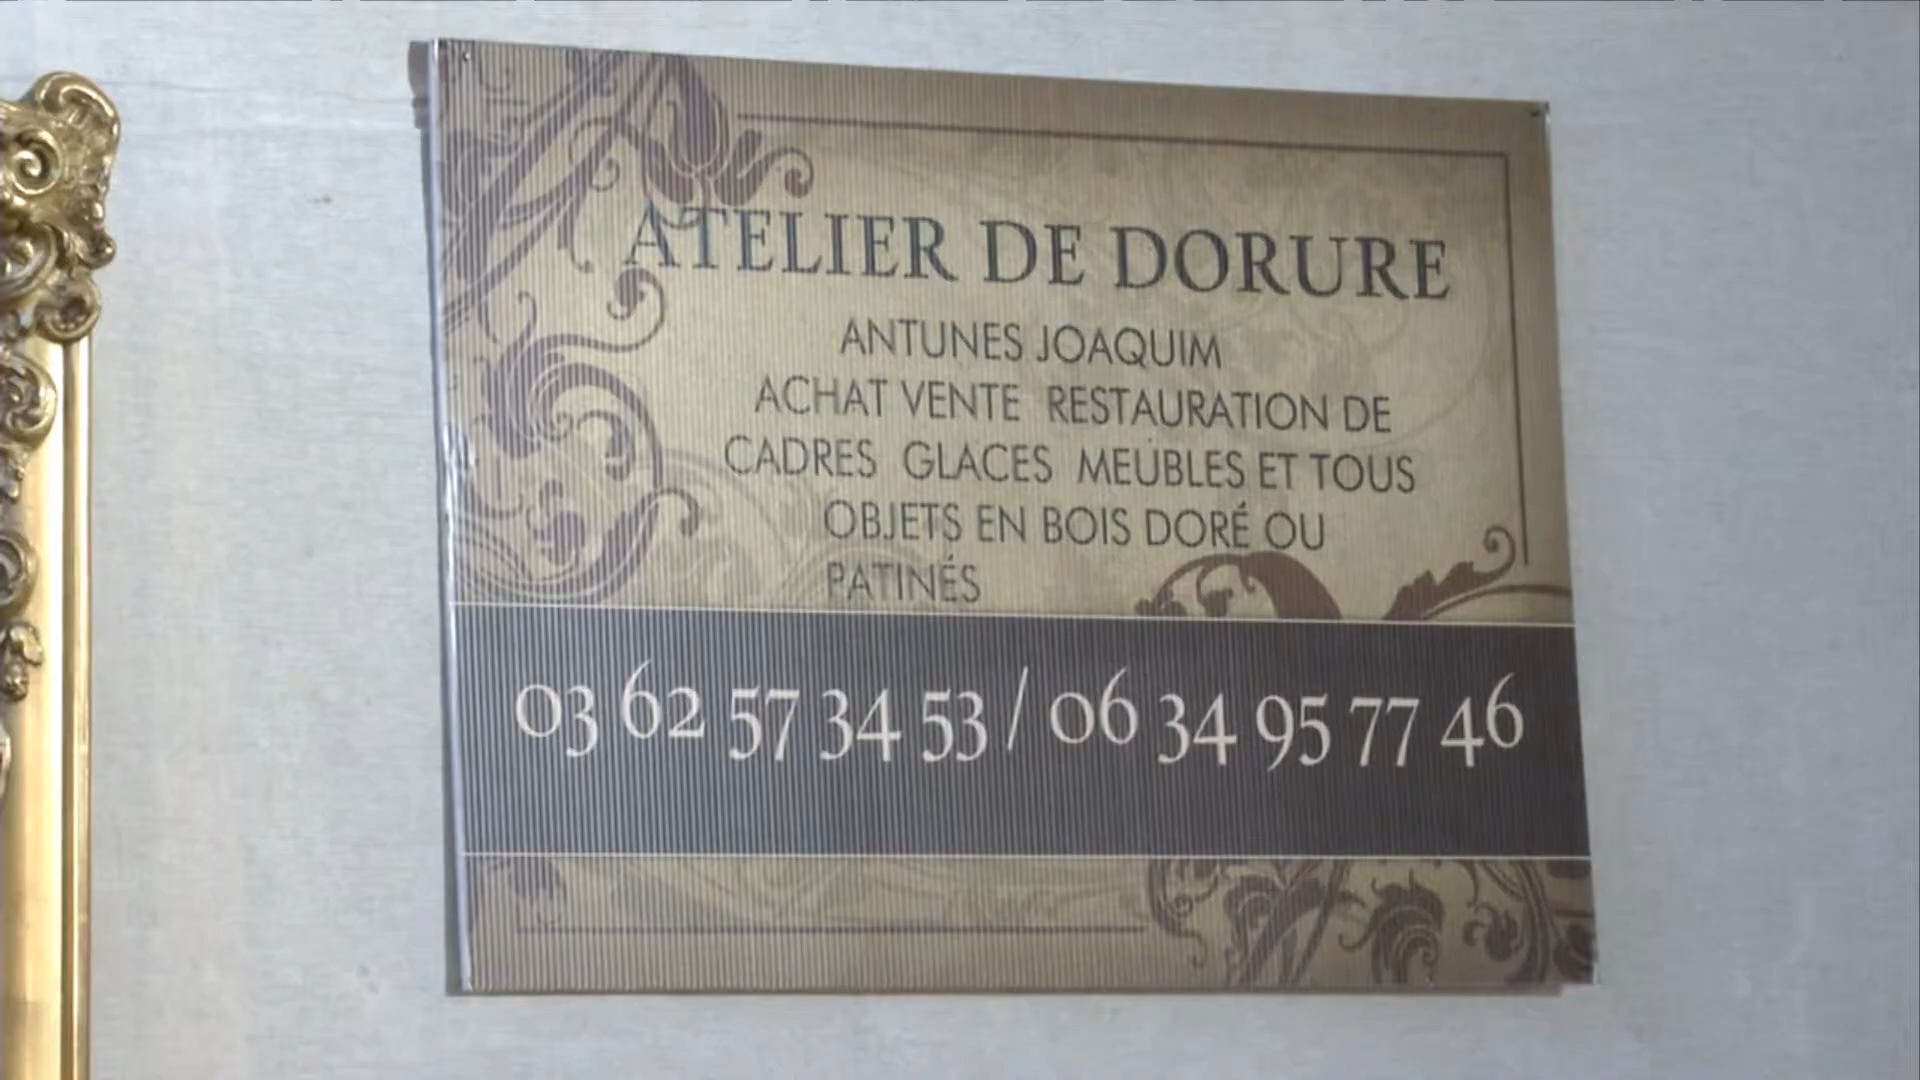 ATELIER DE DORURE
ANTUNES JOAQUIM
ACHAT VENTE RESTAURATION DE
CADRES GLACES MEUBLES ET TOUS
OBJETS EN BOIS DORÉ OU
PATINÉS
03 62 57 34 53 / 06 34 95 77 46